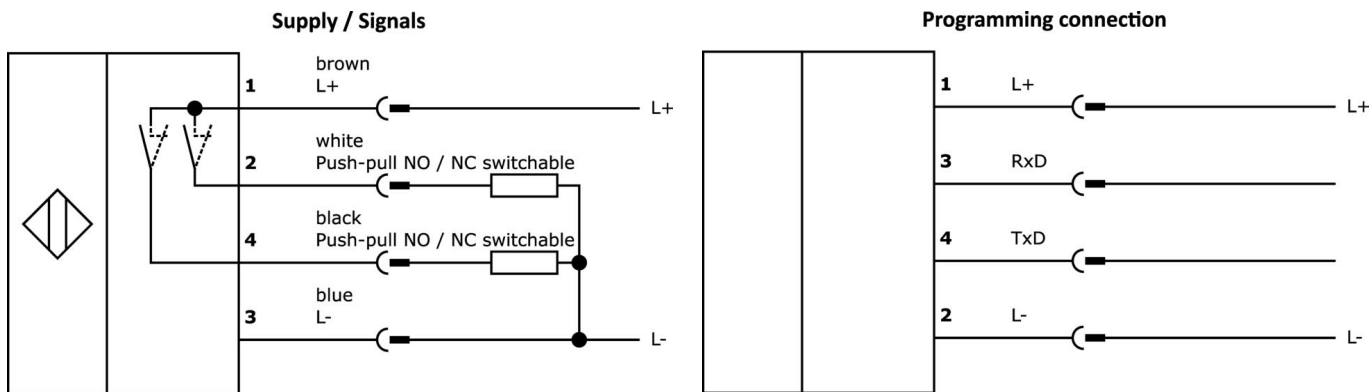 Supply / Signals
brown
1 L+ L+
white
2 Push-pull NO / NC switchable
black
4 Push-pull NO / NC switchable
blue
3 L- L-
Programming connection
1 L+ L+
3 RxD
4 TxD
2 L- L-